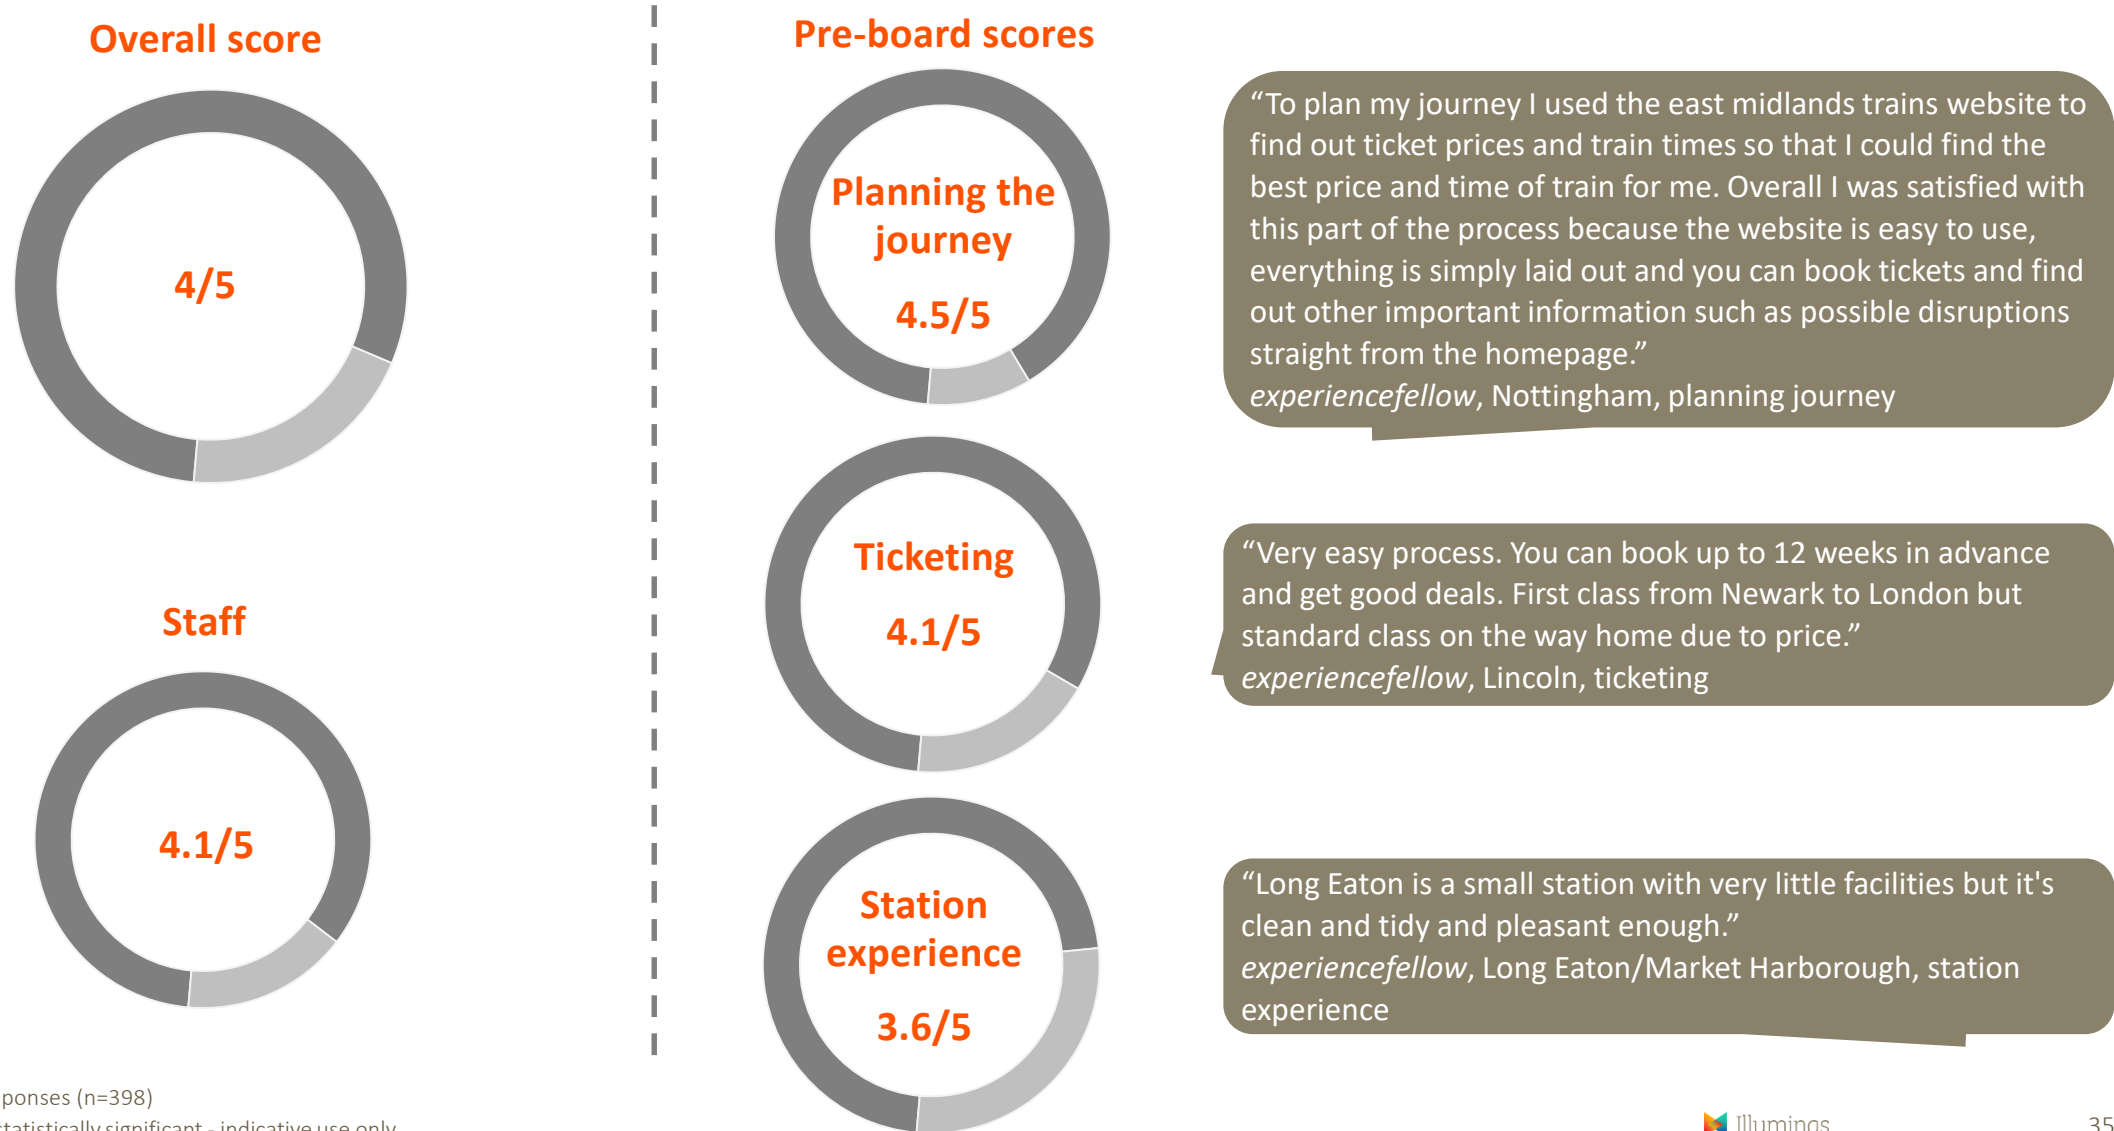 Overall score
4/5
Staff
4.1/5
Pre-board scores
Planning the
journey
4.5/5
Ticketing
4.1/5
Station
experience
3.6/5
“To plan my journey I used the east midlands trains website to
find out ticket prices and train times so that I could find the
best price and time of train for me. Overall I was satisfied with
this part of the process because the website is easy to use,
everything is simply laid out and you can book tickets and find
out other important information such as possible disruptions
straight from the homepage.”
experiencefellow, Nottingham, planning journey
“Very easy process. You can book up to 12 weeks in advance
and get good deals. First class from Newark to London but
standard class on the way home due to price.”
experiencefellow, Lincoln, ticketing
“Long Eaton is a small station with very little facilities but it's
clean and tidy and pleasant enough.”
experiencefellow, Long Eaton/Market Harborough, station
experience
ponses (n=398)
statistically significant - indicative use only
Illuminas
35